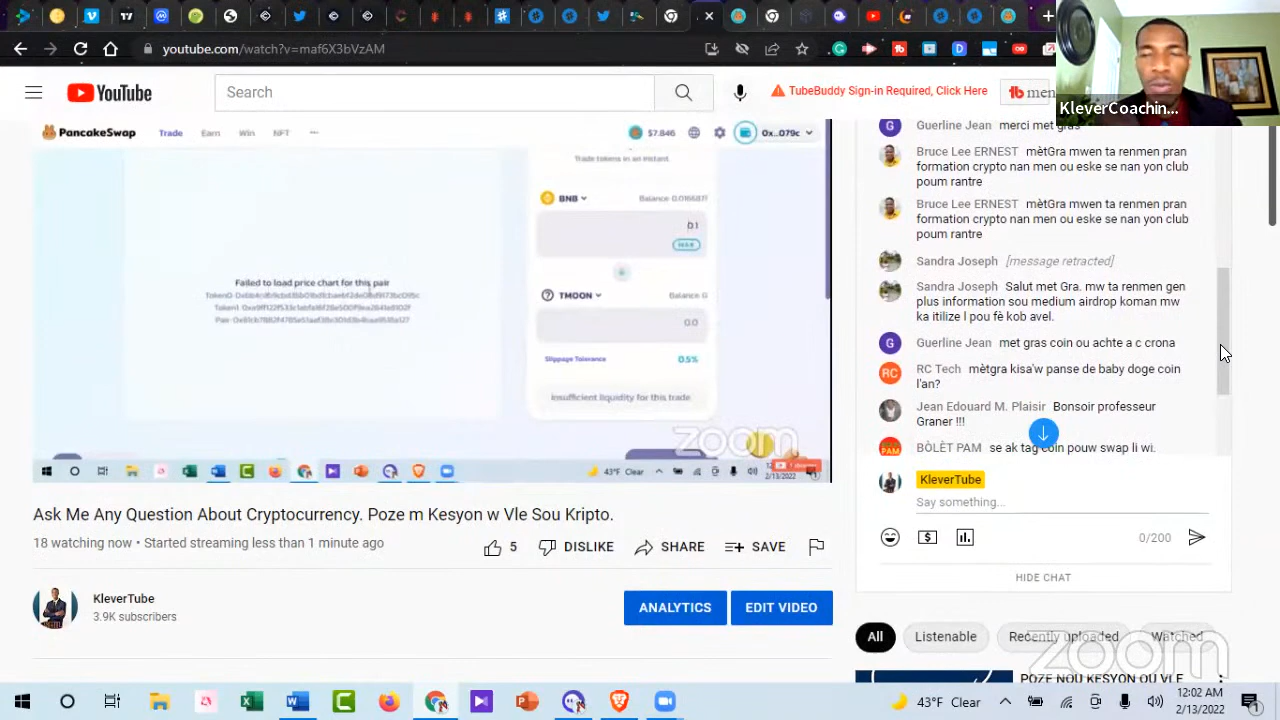 youtube.com/watch?v=maf6X3bVzAM
YouTube
Search
TubeBuddy Sign-in Required, Click Here
men
KleverCoachin...
PancakeSwap
Trade
Earn
Win
NFT
$7.846
0x...079c
Trade tokens in an instant
BNB
0.1
Failed to load price chart for this pair
TMOON
Balance: 0
0.0
Slippage Tolerance
0.5%
Insufficient liquidity for this trade
zoom
43°F Clear
2/13/2022
Guerline Jean merci met gras
Bruce Lee ERNEST mètGra mwen ta renmen pran
formation crypto nan men ou eske se nan yon club
poum rantre
Bruce Lee ERNEST mètGra mwen ta renmen pran
formation crypto nan men ou eske se nan yon club
poum rantre
Sandra Joseph [message retracted]
Sandra Joseph Salut met Gra. mw ta renmen gen
plus information sou medium airdrop koman mw
ka itilize l pou fè kob avel.
Guerline Jean met gras coin ou achte a c crona
RC Tech mètgra kisa'w panse de baby doge coin
l'an?
Jean Edouard M. Plaisir Bonsoir professeur
Graner !!!
BÒLÈT PAM se ak tag coin pouw swap li wi.
KleverTube
Say something...
0/200
HIDE CHAT
Ask Me Any Question About Cryptocurrency. Poze m Kesyon w Vle Sou Kripto.
18 watching now • Started streaming less than 1 minute ago
5
DISLIKE
SHARE
SAVE
KleverTube
3.9K subscribers
ANALYTICS
EDIT VIDEO
All
Listenable
Recently uploaded
Watched
POZE NOU KESYON OU VLE
zoom
43°F Clear
12:02 AM
2/13/2022